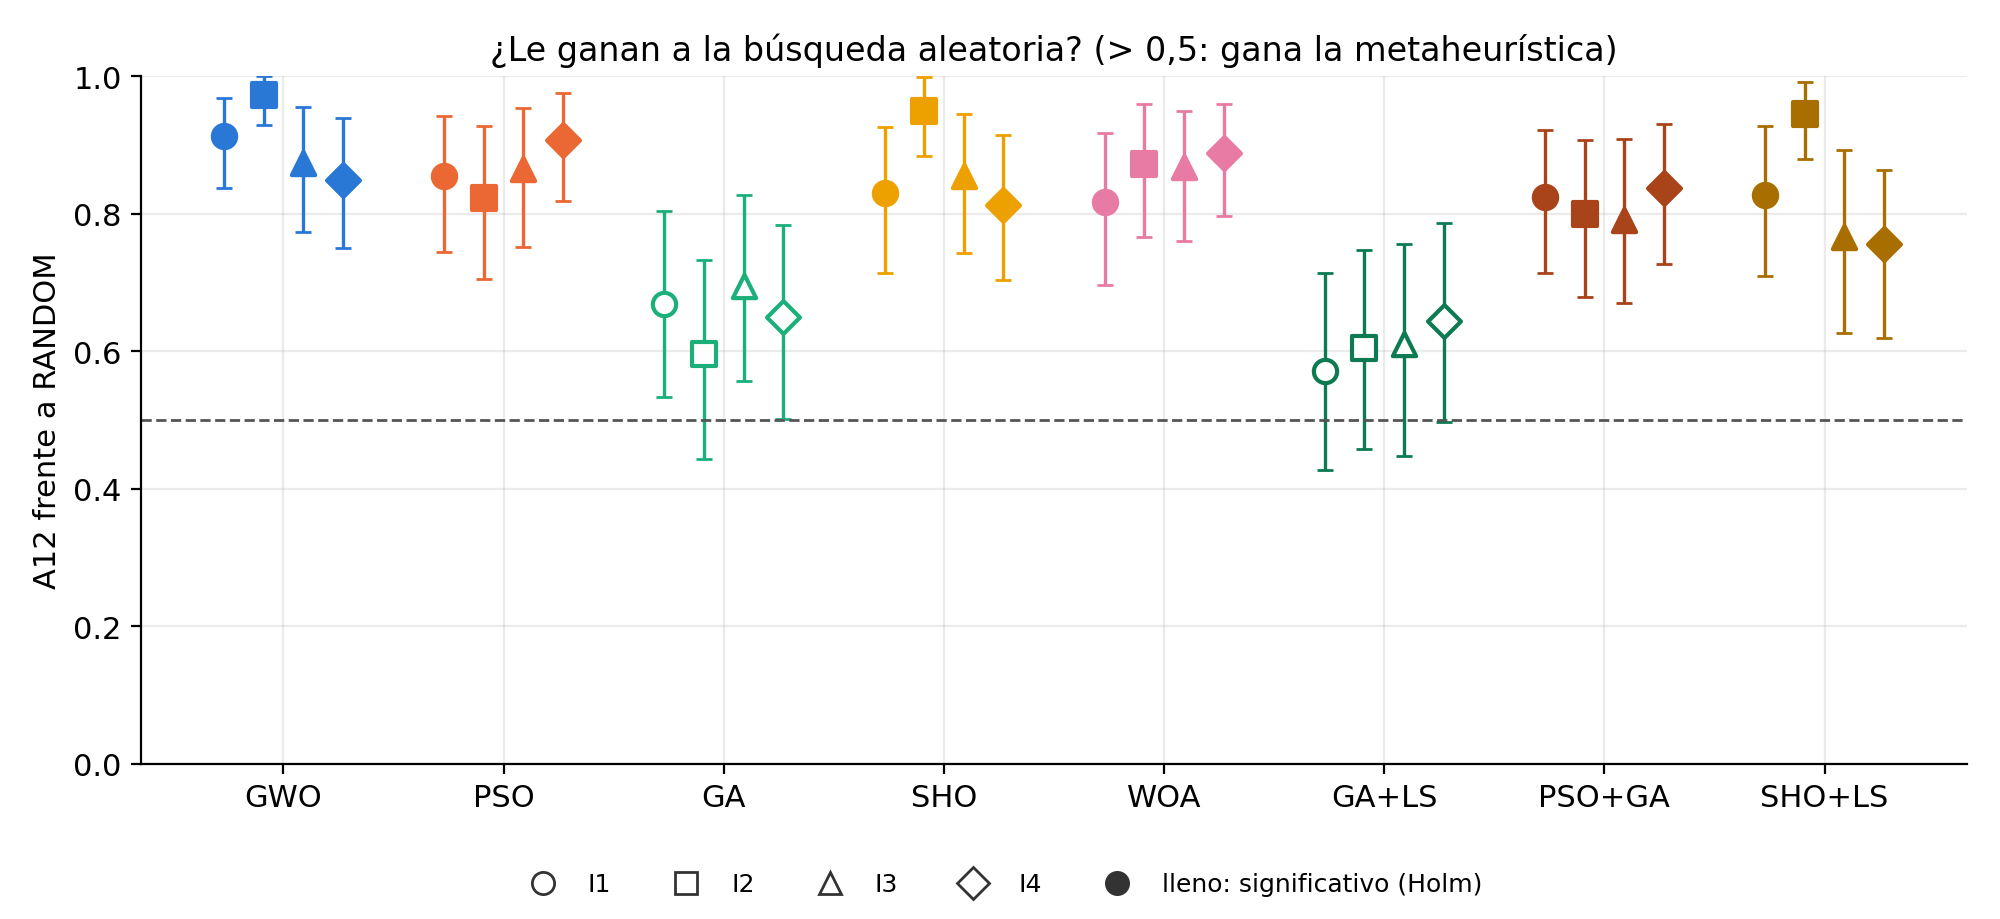 ¿Le ganan a la búsqueda aleatoria? (> 0,5: gana la metaheurística)
A12 frente a RANDOM
1.0
0.8
0.6
0.4
0.2
0.0
GWO PSO GA SHO WOA GA+LS PSO+GA SHO+LS
I1 I2 I3 I4 lleno: significativo (Holm)